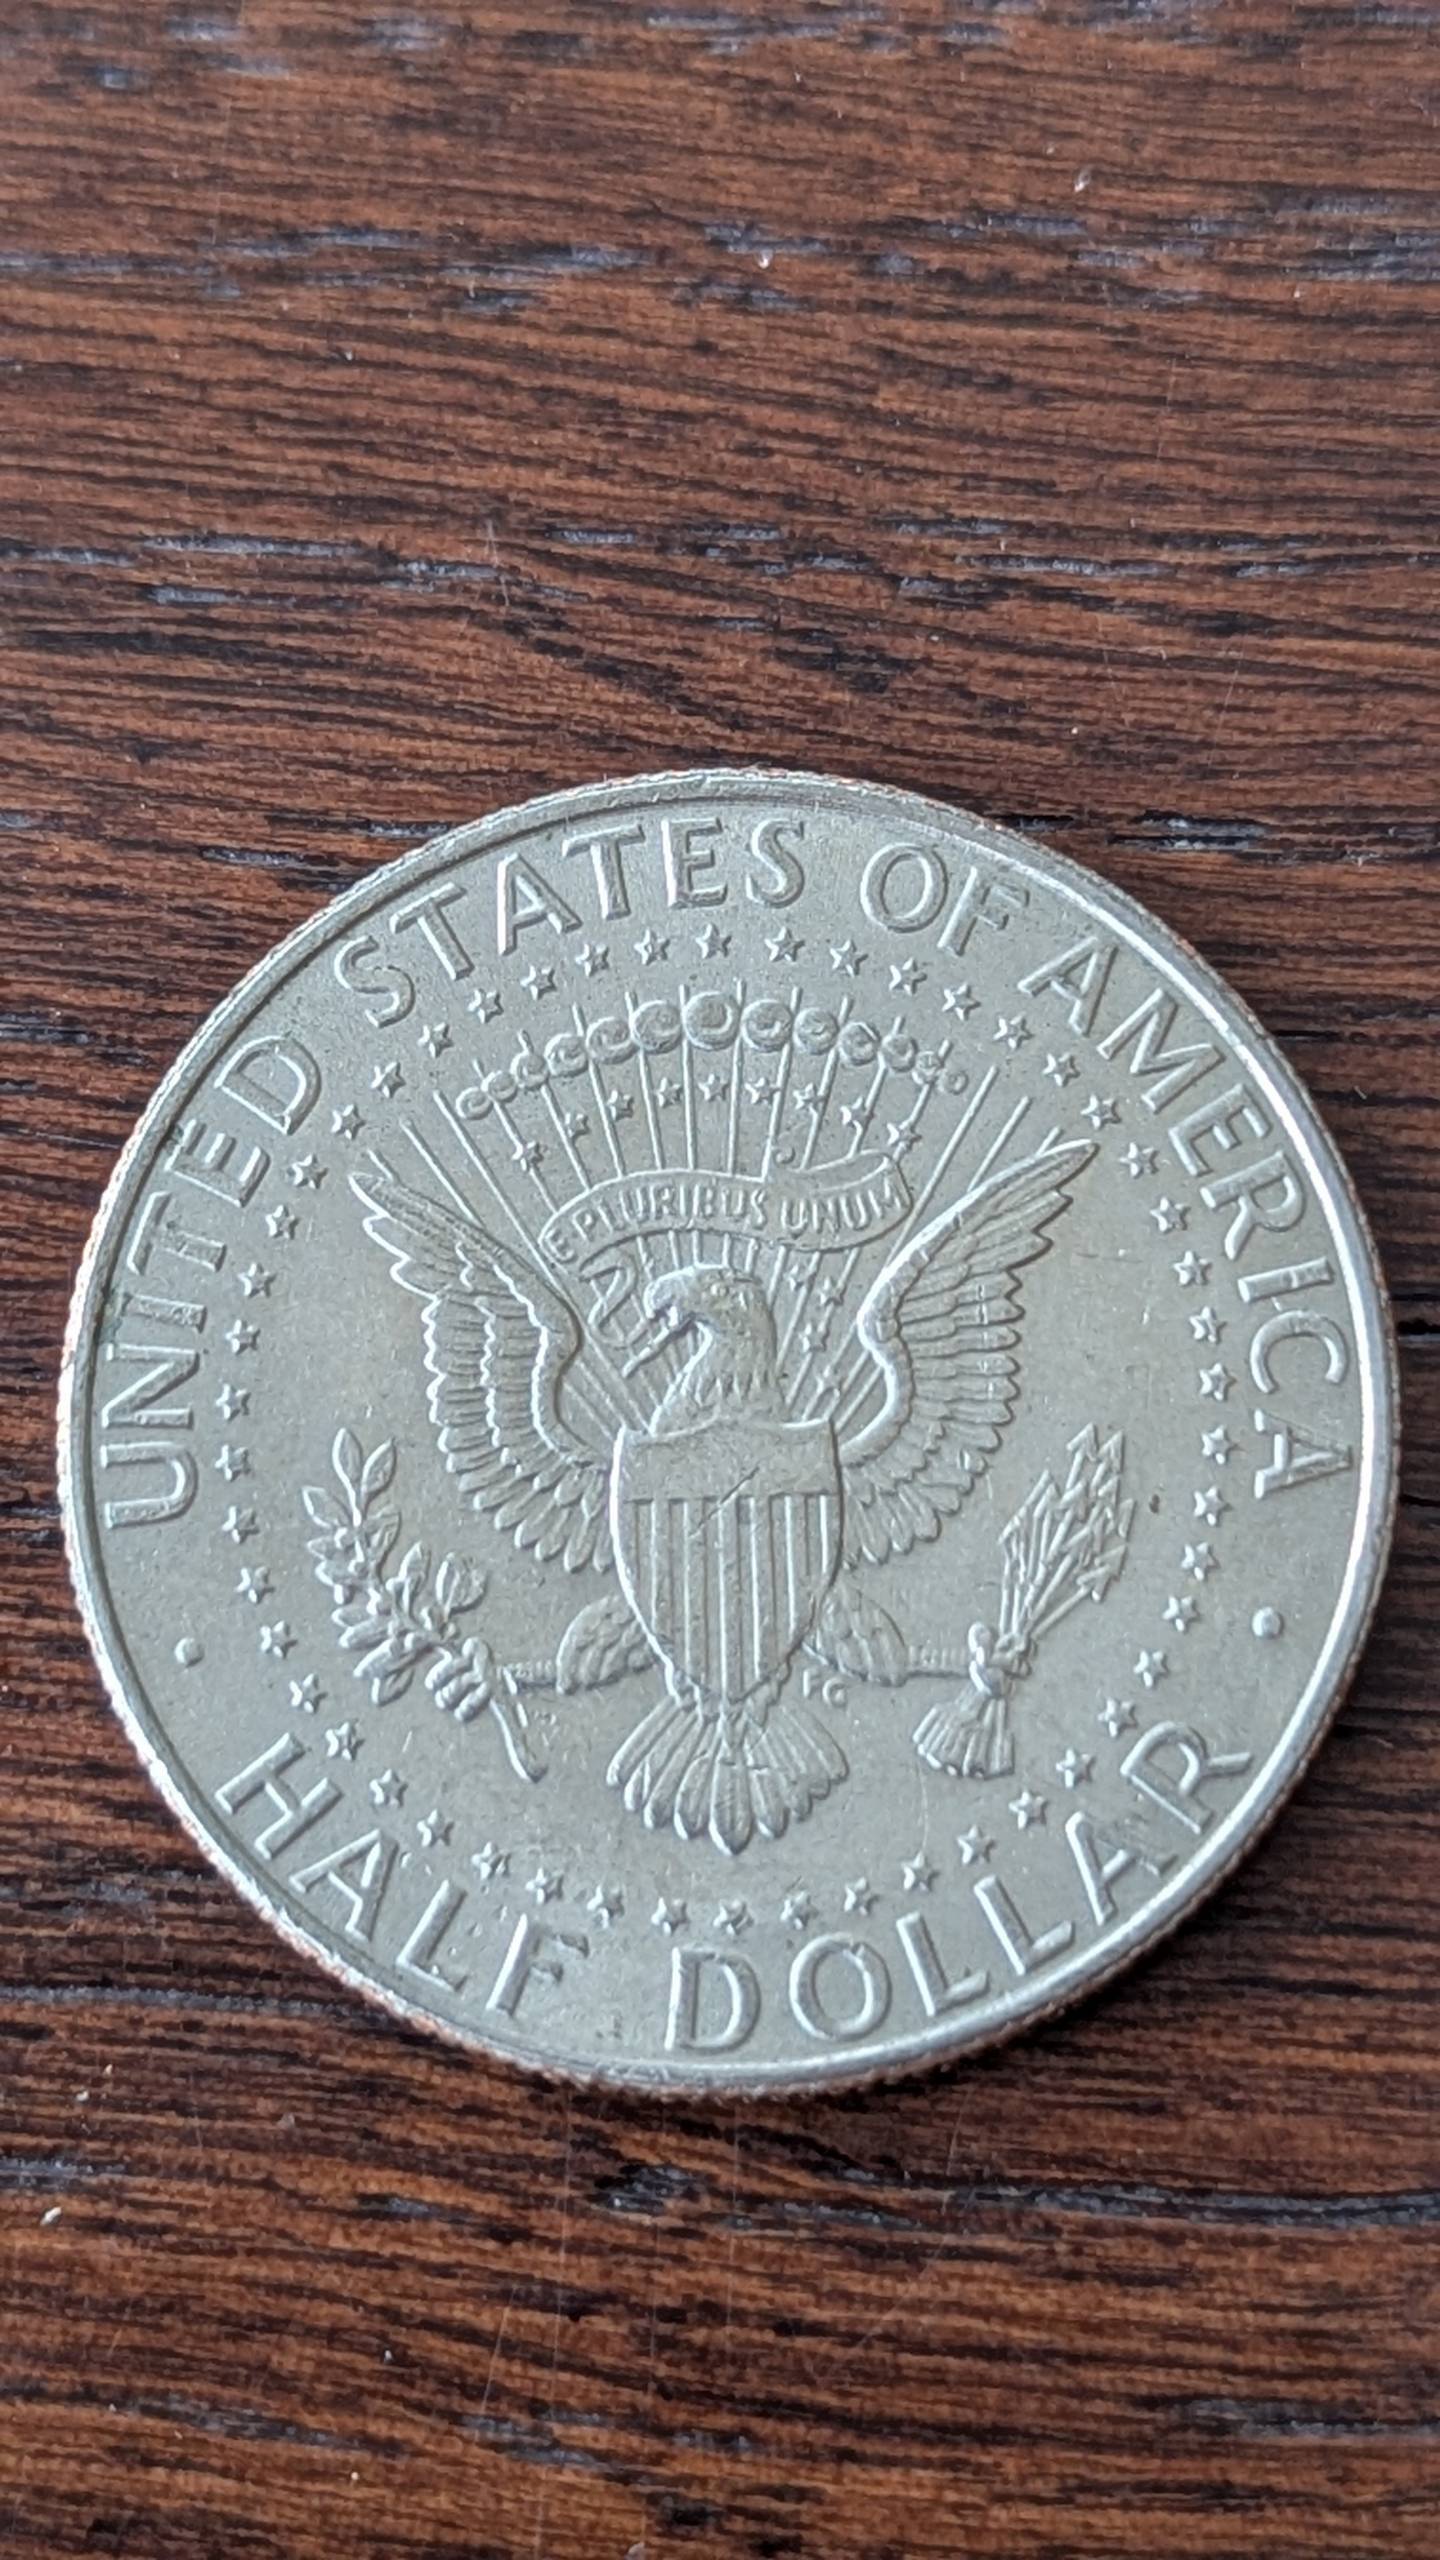 UNITED STATES OF AMERICA
E PLURIBUS UNUM
FG
HALF DOLLAR